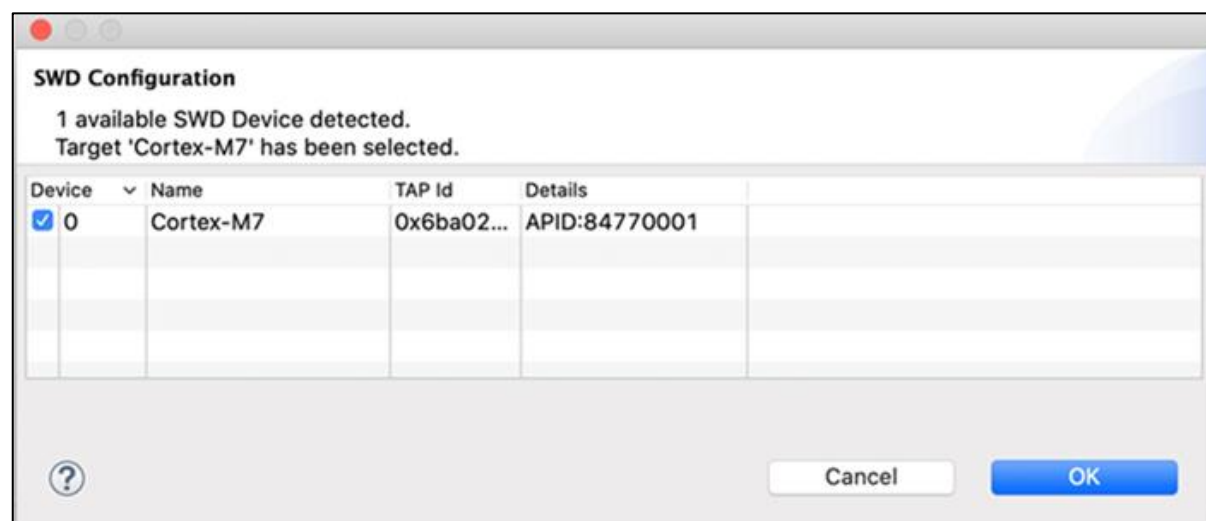 SWD Configuration
1 available SWD Device detected.
Target 'Cortex-M7' has been selected.
Device Name TAP Id Details
0 Cortex-M7 0x6ba02... APID:84770001
? Cancel OK